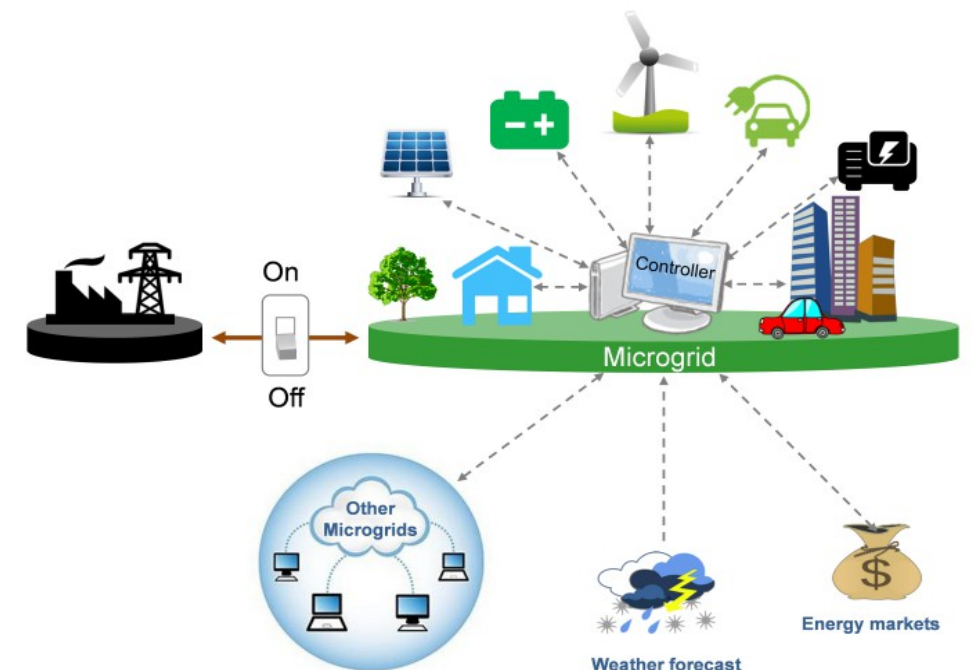 Controller
On
Off
Microgrid
Other
Microgrids
$
Energy markets
Weather forecast